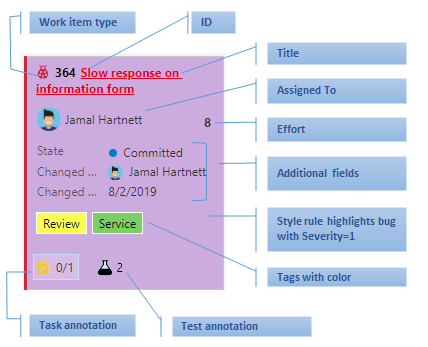 Work item type
ID
364 Slow response on
information form
Title
Jamal Hartnett
Assigned To
8
Effort
State Committed
Changed ... Jamal Hartnett
Changed ... 8/2/2019
Additional fields
Style rule highlights bug
with Severity=1
Review Service
Tags with color
0/1 2
Task annotation
Test annotation